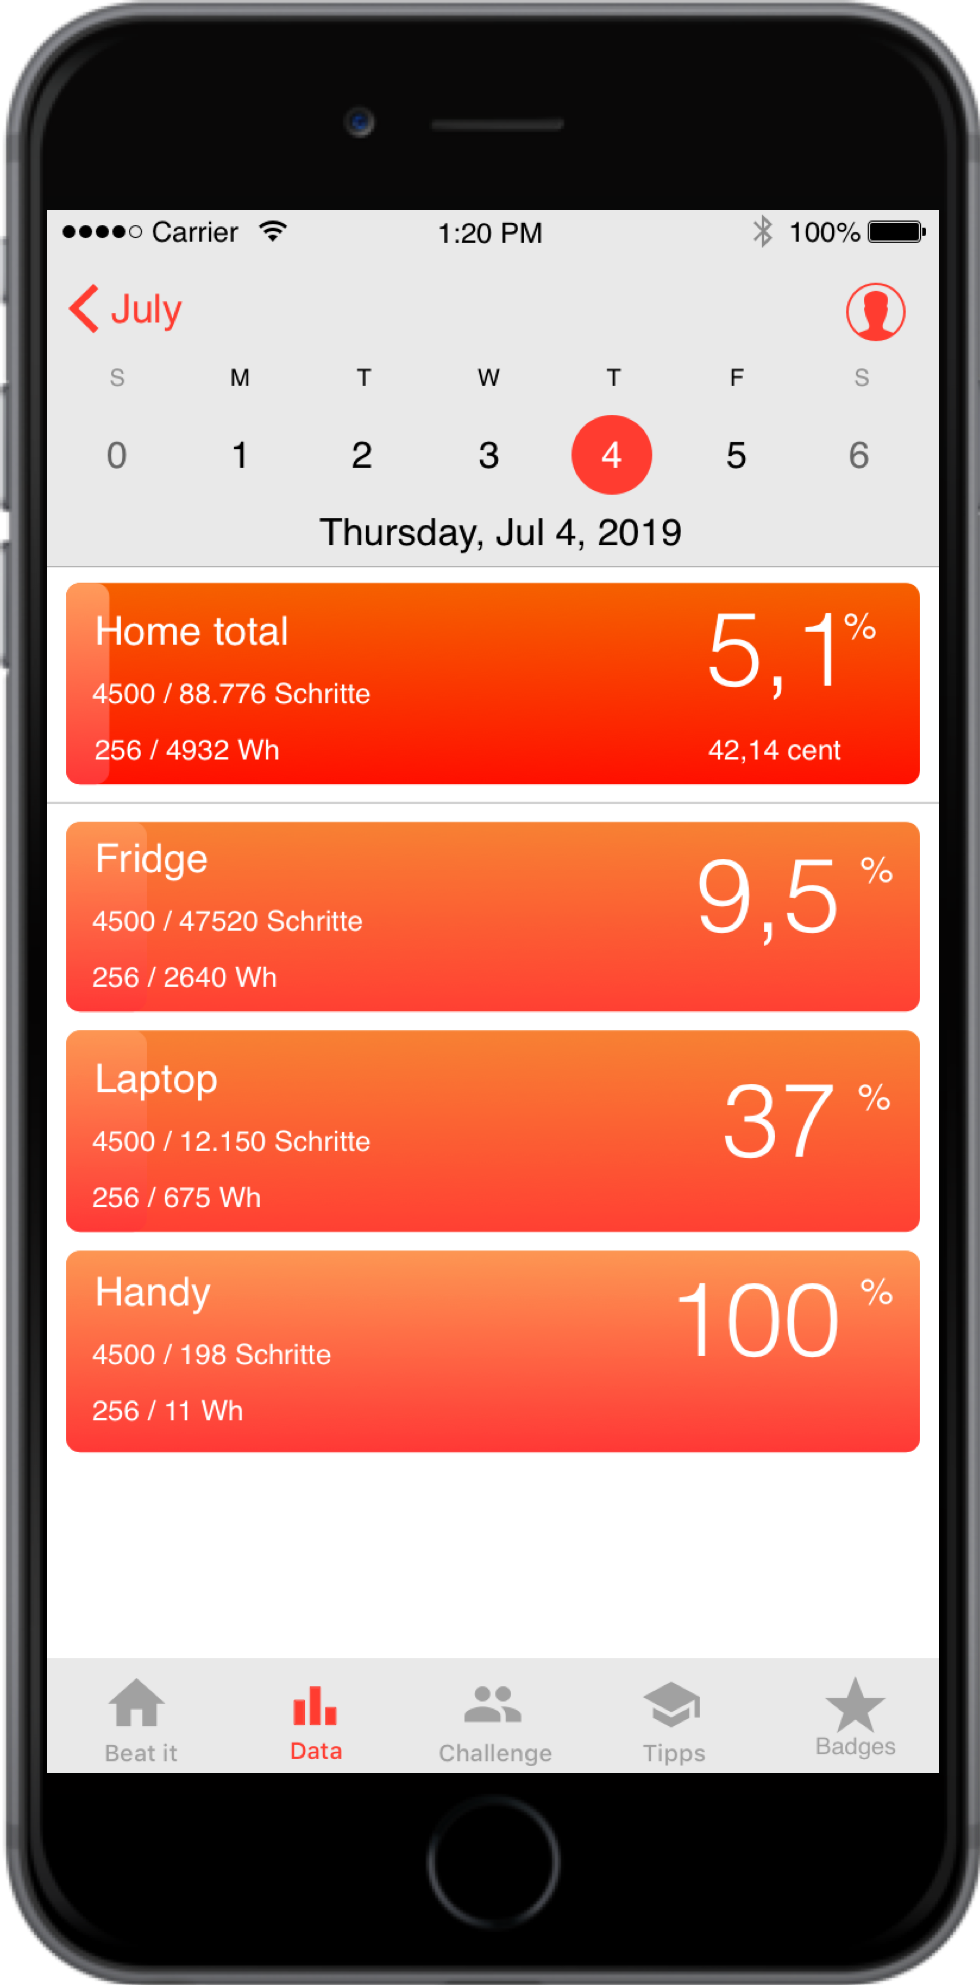 Carrier 1:20 PM 100%
July
S M T W T F S
0 1 2 3 4 5 6
Thursday, Jul 4, 2019
Home total 5,1%
4500 / 88.776 Schritte
256 / 4932 Wh 42,14 cent
Fridge 9,5 %
4500 / 47520 Schritte
256 / 2640 Wh
Laptop 37 %
4500 / 12.150 Schritte
256 / 675 Wh
Handy 100 %
4500 / 198 Schritte
256 / 11 Wh
Beat it Data Challenge Tipps Badges